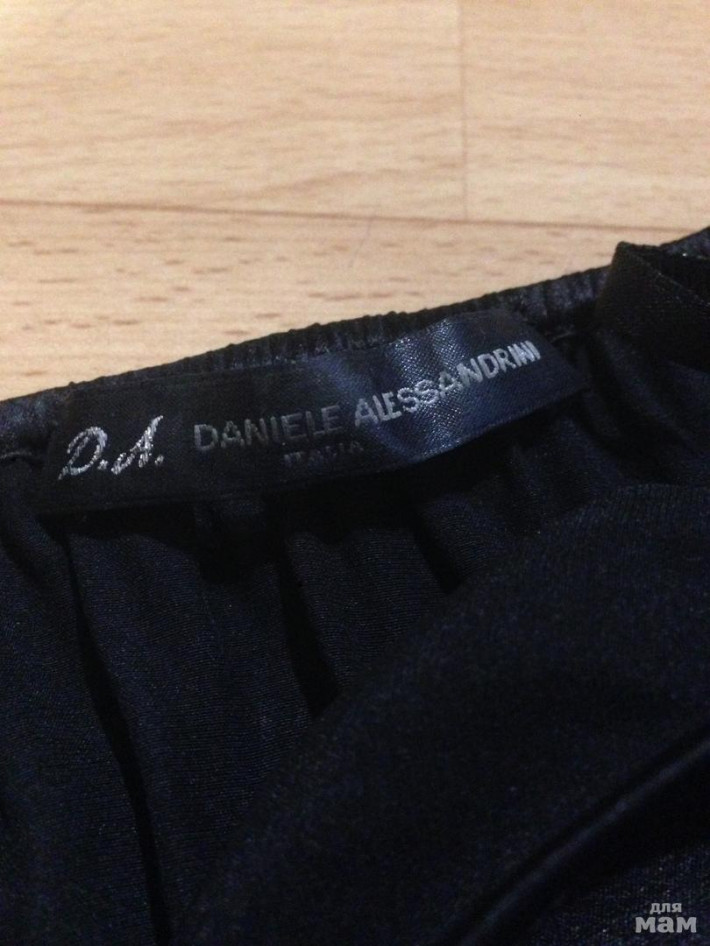 D.A. DANIELE ALESSANDRINI
ITALIA
для
мам